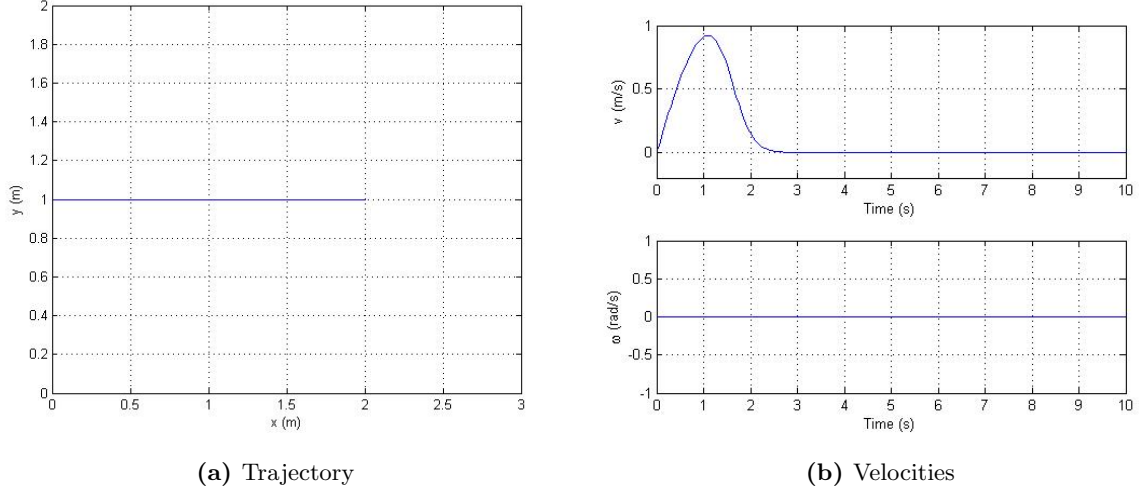 2
1.8
1.6
1.4
1.2
1
0.8
0.6
0.4
0.2
0
y (m)
0 0.5 1 1.5 2 2.5 3
x (m)
(a) Trajectory
1
0.5
0
v (m/s)
0 1 2 3 4 5 6 7 8 9 10
Time (s)
1
0.5
0
-0.5
-1
ω (rad/s)
0 1 2 3 4 5 6 7 8 9 10
Time (s)
(b) Velocities